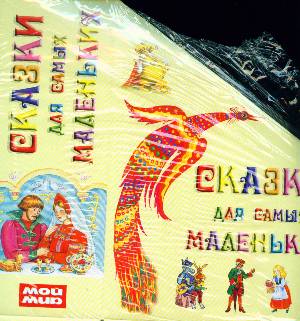 СКАЗКИ
ДЛЯ САМЫХ
МАЛЕНЬКИХ
МОЙ
МИР
СКАЗК
ДЛЯ САМЫ
МАЛЕНЬК